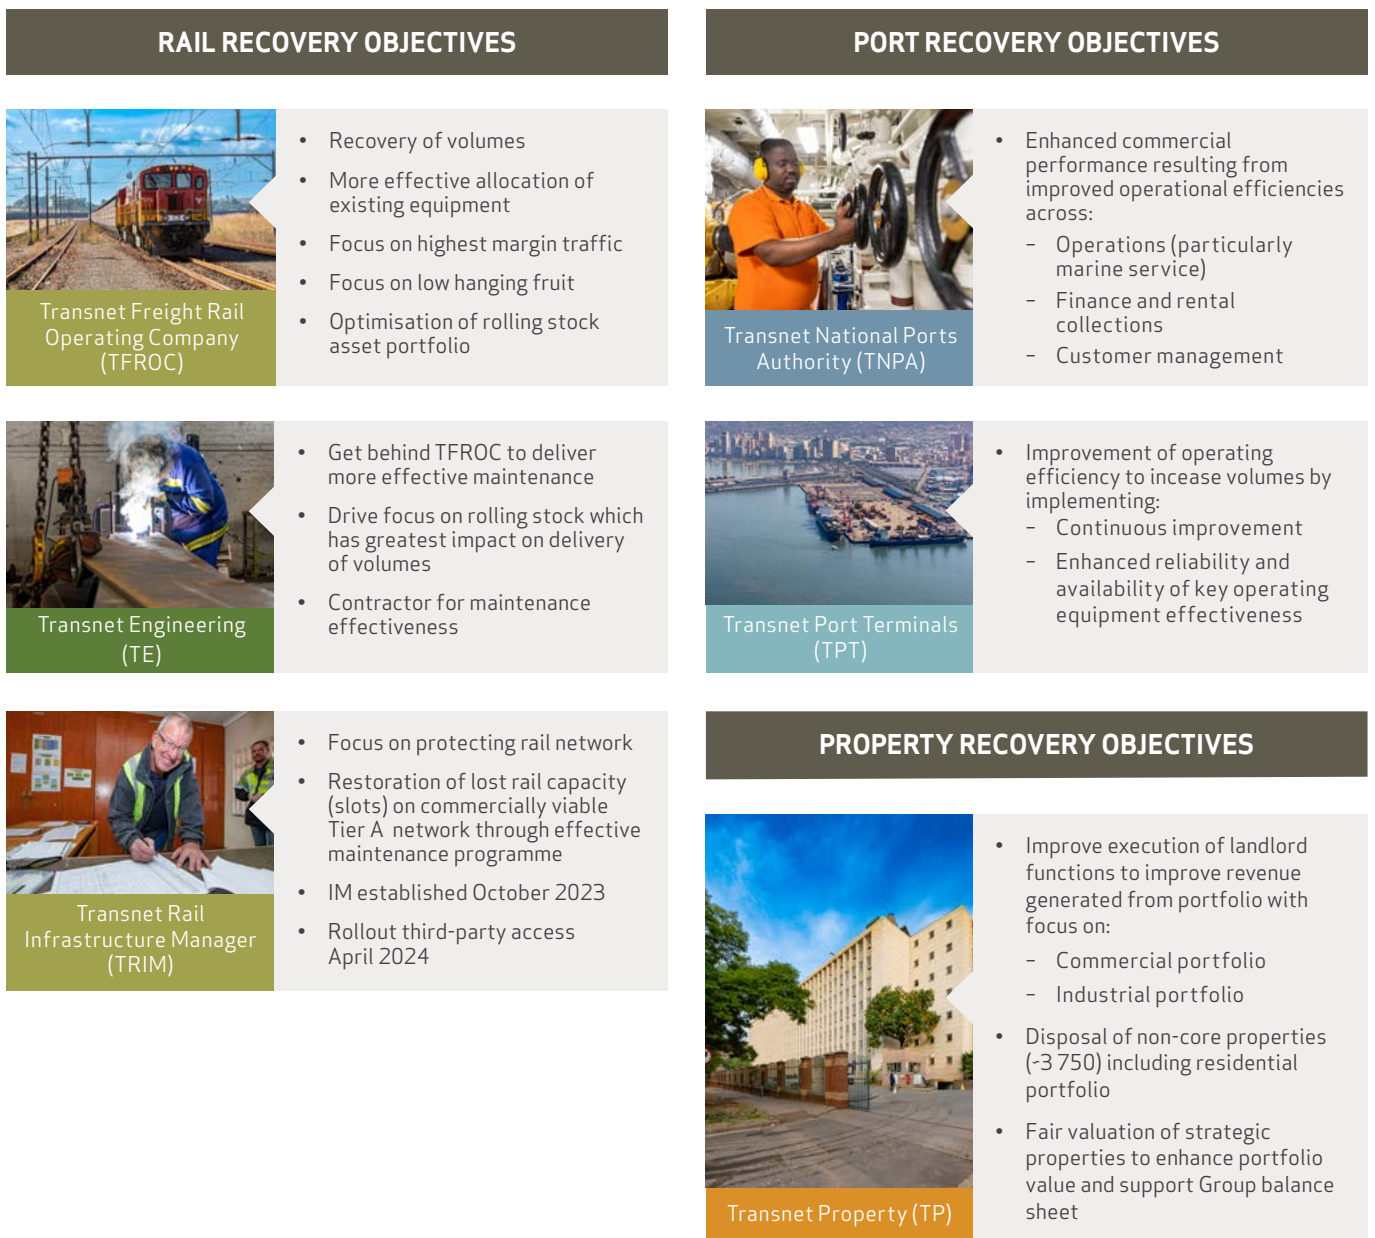 RAIL RECOVERY OBJECTIVES
Transnet Freight Rail
Operating Company
(TFROC)
• Recovery of volumes
• More effective allocation of
existing equipment
• Focus on highest margin traffic
• Focus on low hanging fruit
• Optimisation of rolling stock
asset portfolio
Transnet Engineering
(TE)
• Get behind TFROC to deliver
more effective maintenance
• Drive focus on rolling stock which
has greatest impact on delivery
of volumes
• Contractor for maintenance
effectiveness
Transnet Rail
Infrastructure Manager
(TRIM)
• Focus on protecting rail network
• Restoration of lost rail capacity
(slots) on commercially viable
Tier A network through effective
maintenance programme
• IM established October 2023
• Rollout third-party access
April 2024
PORT RECOVERY OBJECTIVES
Transnet National Ports
Authority (TNPA)
• Enhanced commercial
performance resulting from
improved operational efficiencies
across:
– Operations (particularly
marine service)
– Finance and rental
collections
– Customer management
Transnet Port Terminals
(TPT)
• Improvement of operating
efficiency to incease volumes by
implementing:
– Continuous improvement
– Enhanced reliability and
availability of key operating
equipment effectiveness
PROPERTY RECOVERY OBJECTIVES
Transnet Property (TP)
• Improve execution of landlord
functions to improve revenue
generated from portfolio with
focus on:
– Commercial portfolio
– Industrial portfolio
• Disposal of non-core properties
(-3 750) including residential
portfolio
• Fair valuation of strategic
properties to enhance portfolio
value and support Group balance
sheet